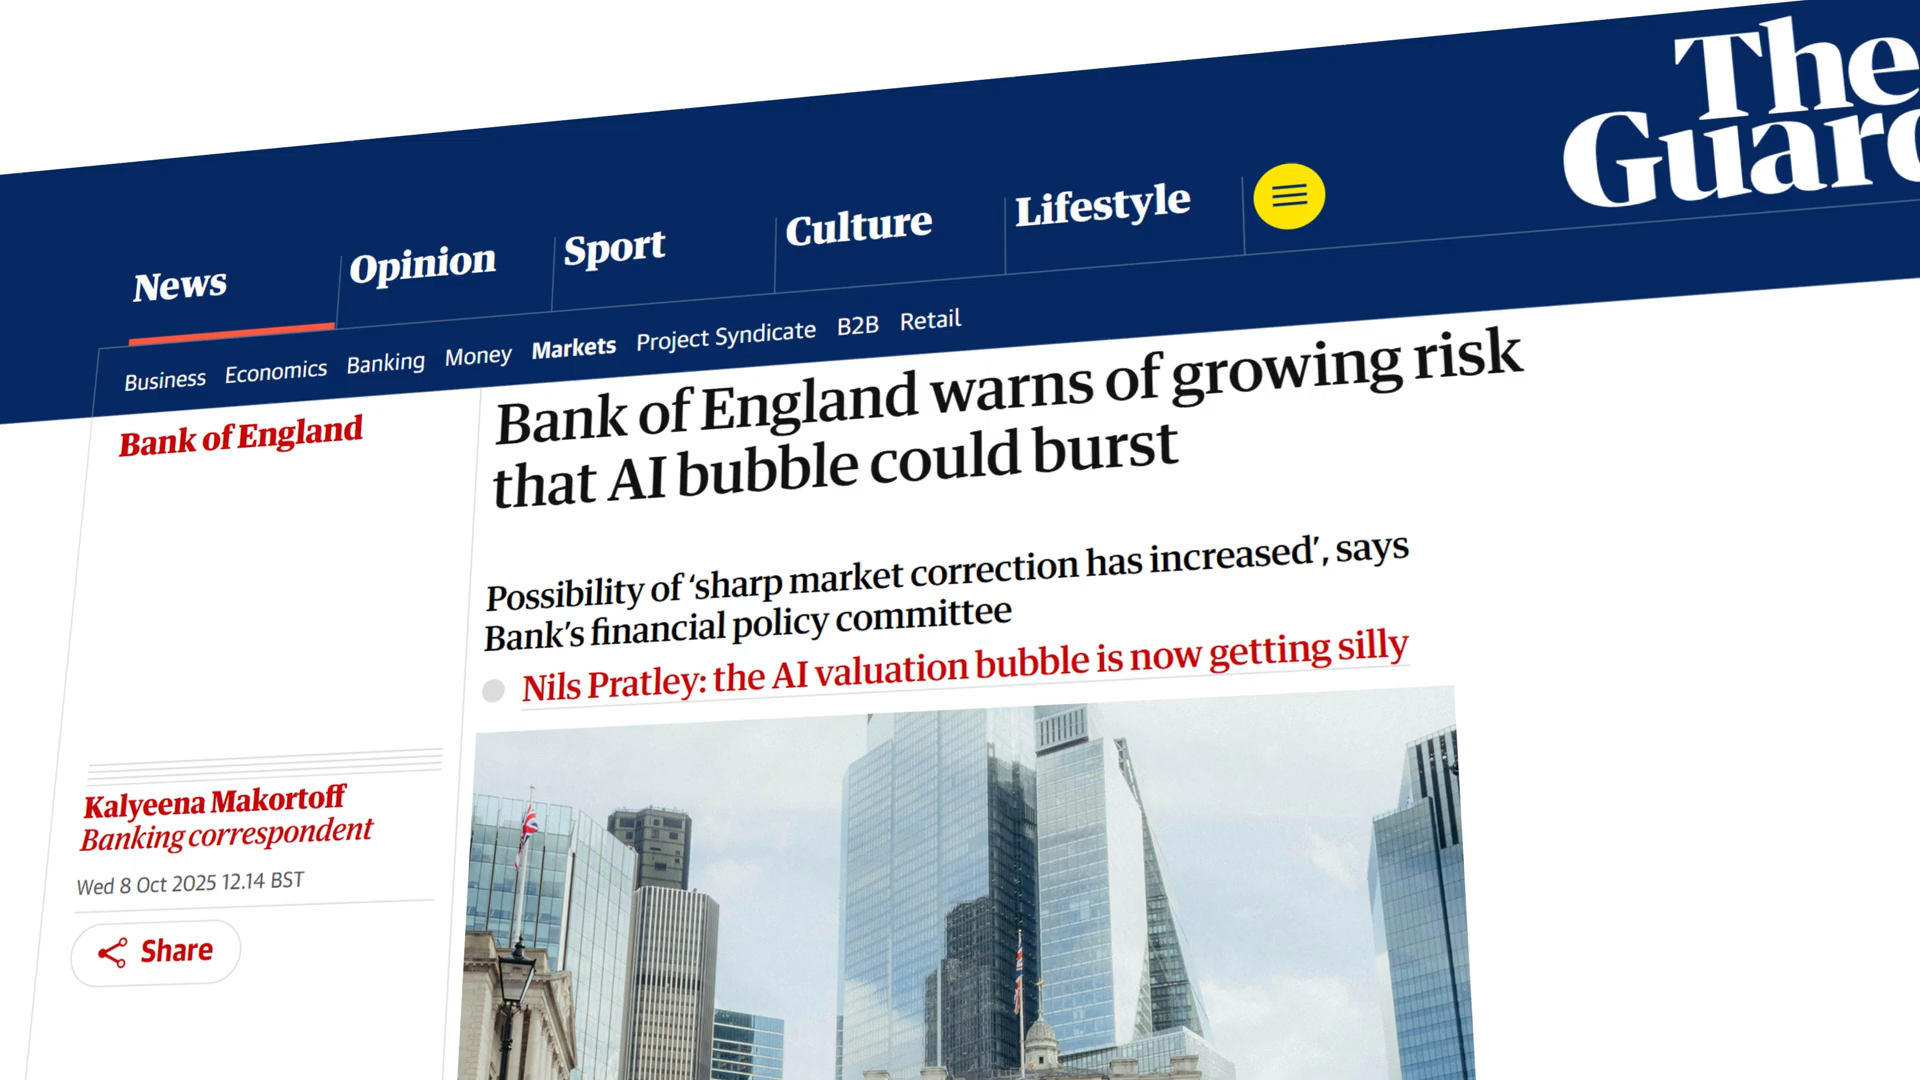 The
Guard
News
Opinion
Sport
Culture
Lifestyle
Business Economics Banking Money Markets Project Syndicate B2B Retail
Bank of England
Bank of England warns of growing risk
that AI bubble could burst
Possibility of ‘sharp market correction has increased’, says
Bank’s financial policy committee
Nils Pratley: the AI valuation bubble is now getting silly
Kalyeena Makortoff
Banking correspondent
Wed 8 Oct 2025 12.14 BST
Share